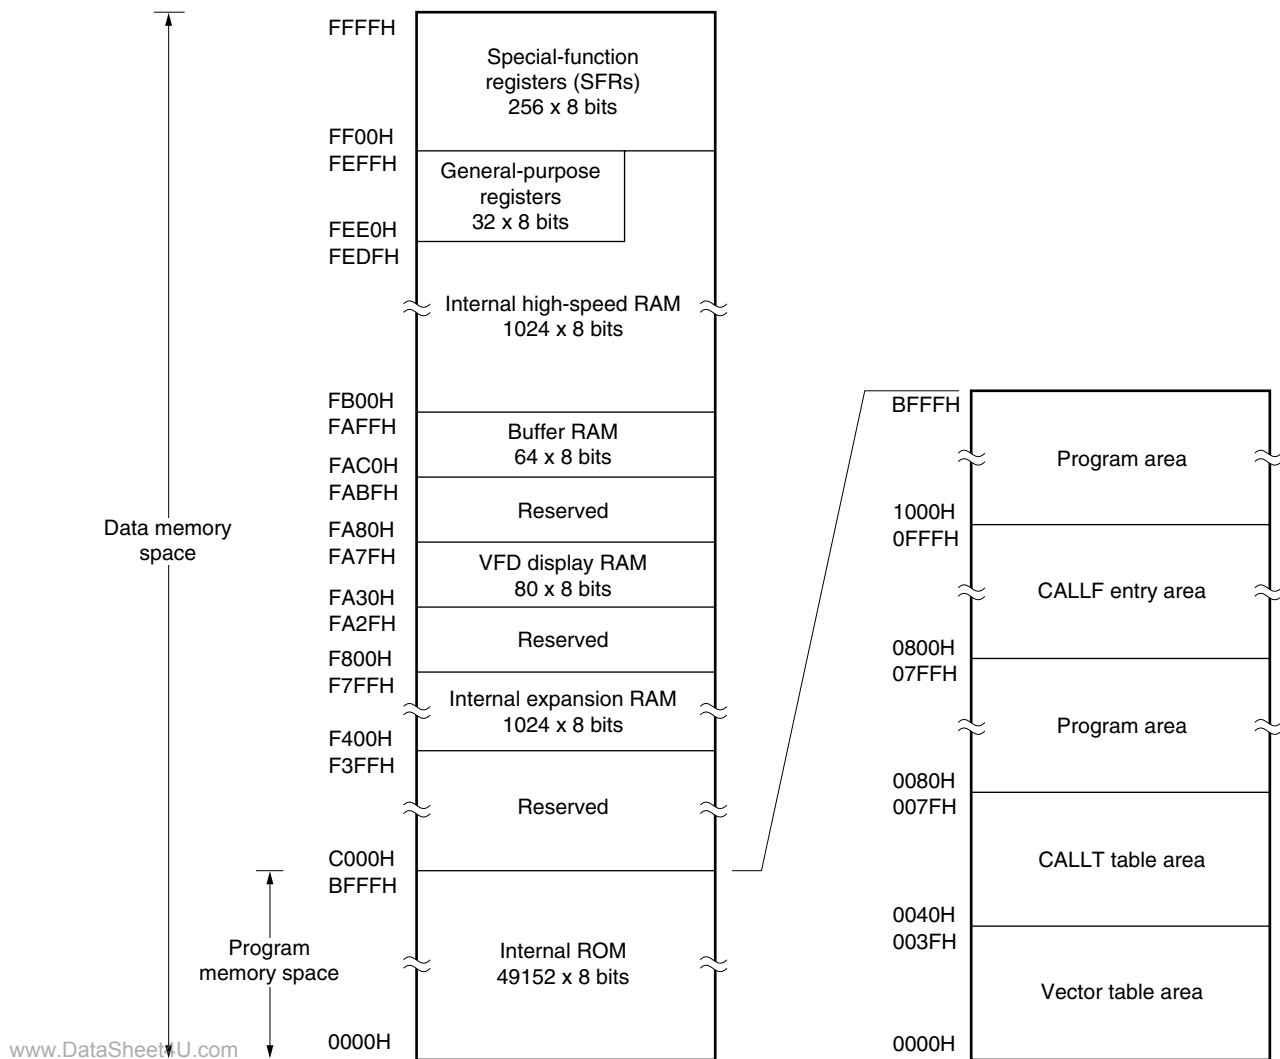 FFFFH
Special-function
registers (SFRs)
256 x 8 bits
FF00H
FEFFH
General-purpose
registers
32 x 8 bits
FEE0H
FEDFH
Internal high-speed RAM
1024 x 8 bits
FB00H
FAFFH
Buffer RAM
64 x 8 bits
FAC0H
FABFH
Reserved
FA80H
FA7FH
VFD display RAM
80 x 8 bits
FA30H
FA2FH
Reserved
F800H
F7FFH
Internal expansion RAM
1024 x 8 bits
F400H
F3FFH
Reserved
C000H
BFFFH
Internal ROM
49152 x 8 bits
0000H
Data memory
space
Program
memory space
BFFFH
Program area
1000H
0FFFH
CALLF entry area
0800H
07FFH
Program area
0080H
007FH
CALLT table area
0040H
003FH
Vector table area
0000H
www.DataSheet4U.com